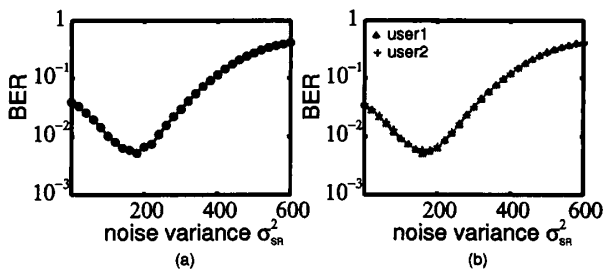 1
10⁻¹
10⁻²
10⁻³
BER
200 400 600
noise variance σ²SR
(a)
1
10⁻¹
10⁻²
10⁻³
BER
user1
user2
200 400 600
noise variance σ²SR
(b)